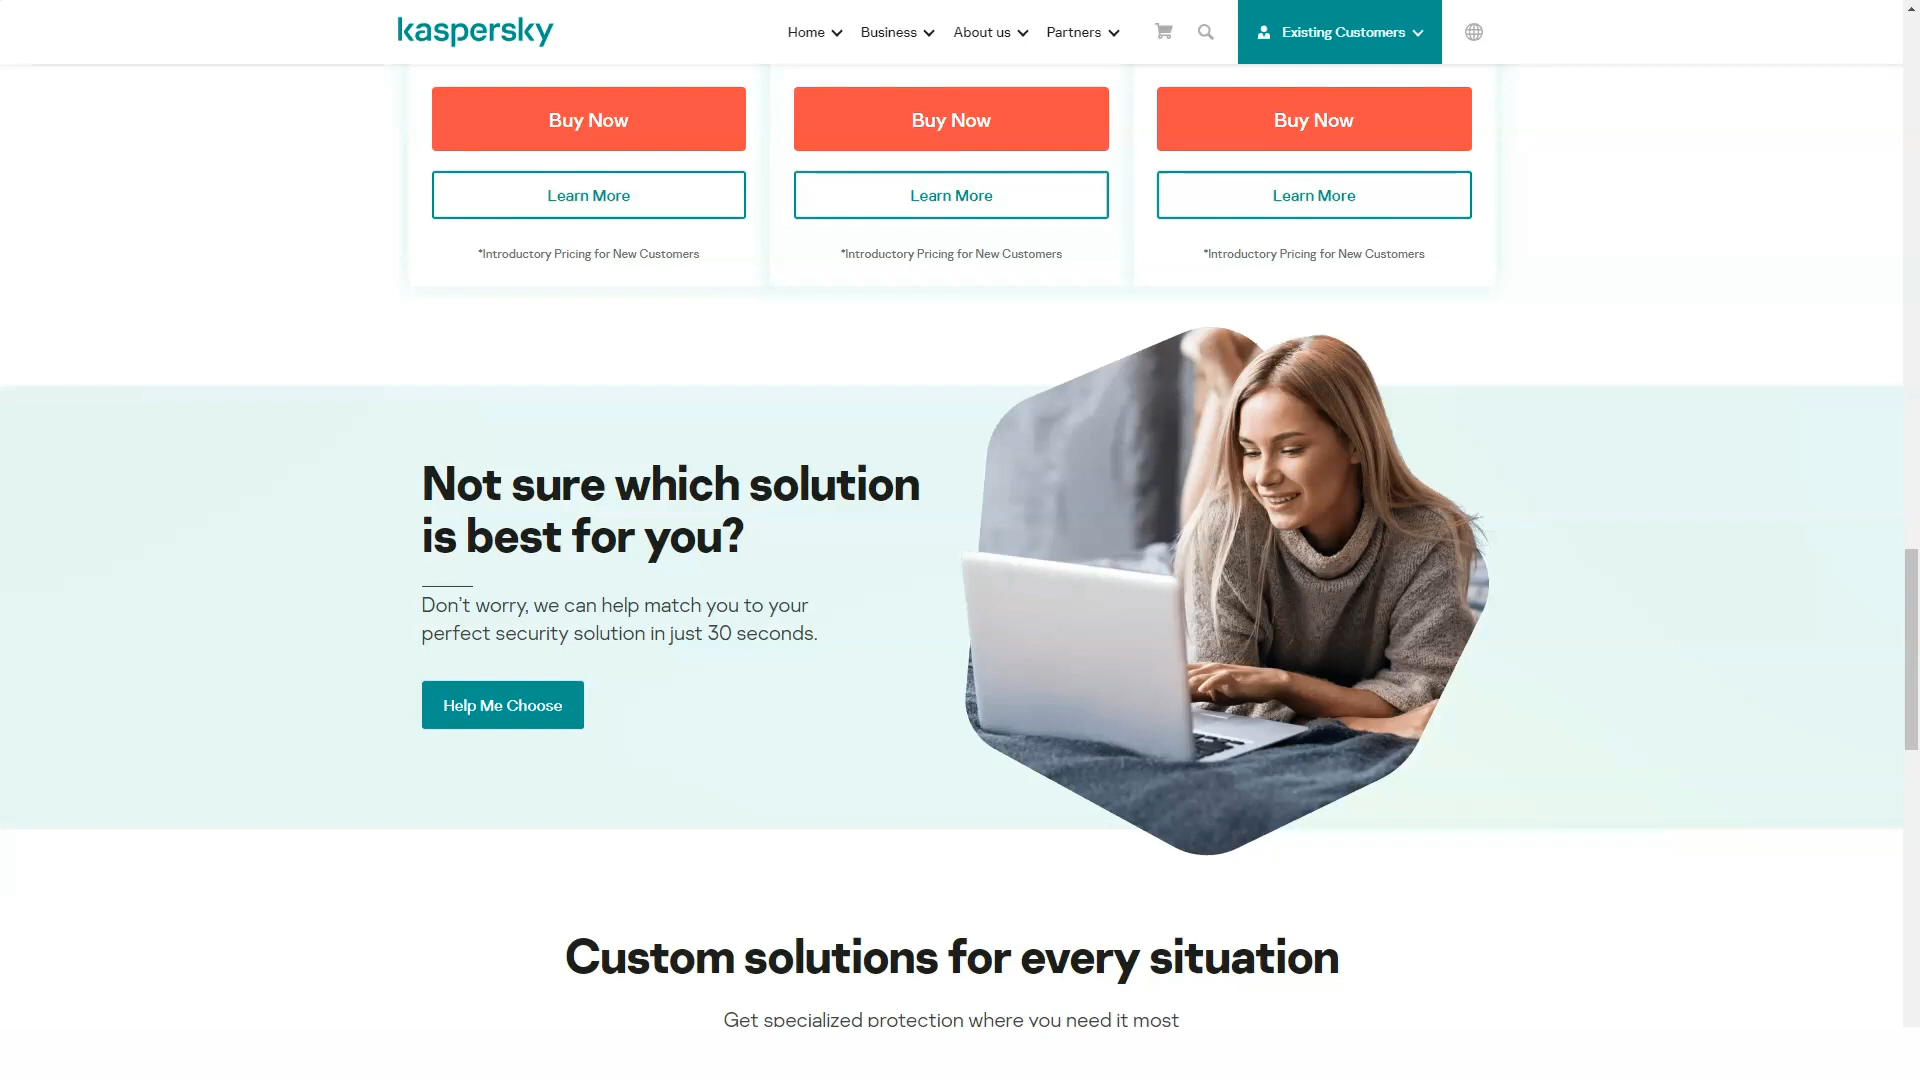 kaspersky
Home Business About us Partners Existing Customers
Buy Now Buy Now Buy Now
Learn More Learn More Learn More
*Introductory Pricing for New Customers *Introductory Pricing for New Customers *Introductory Pricing for New Customers
Not sure which solution
is best for you?
Don't worry, we can help match you to your
perfect security solution in just 30 seconds.
Help Me Choose
Custom solutions for every situation
Get specialized protection where you need it most